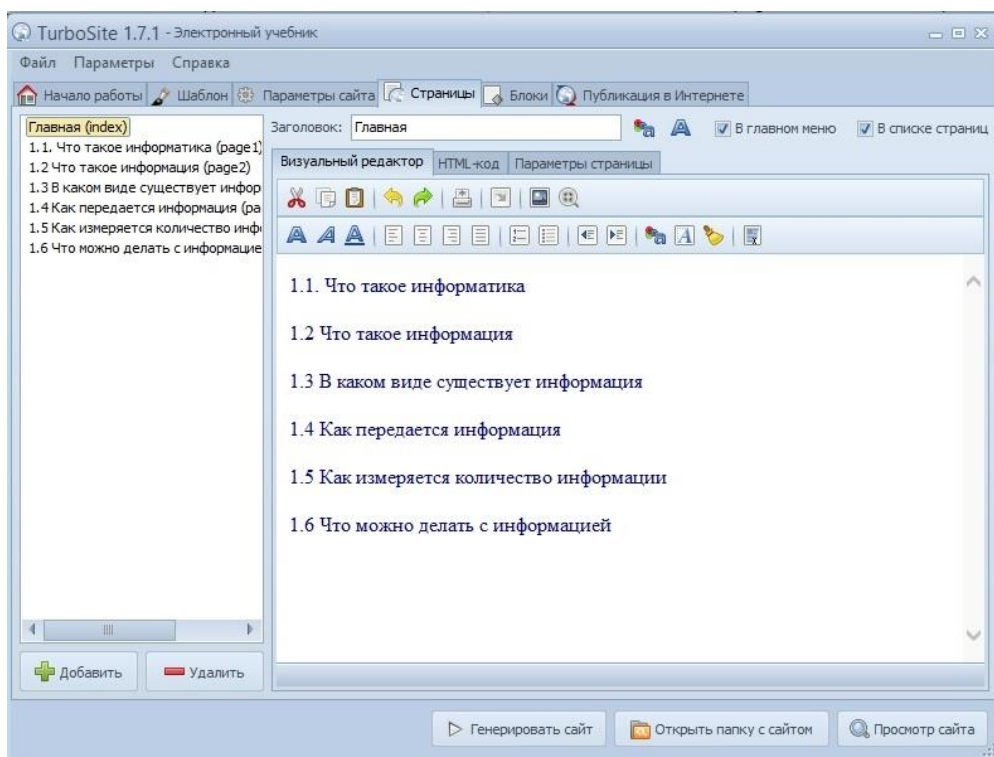 TurboSite 1.7.1 - Электронный учебник
Файл Параметры Справка
Начало работы Шаблон Параметры сайта Страницы Блоки Публикация в Интернете
Главная (index)
1.1. Что такое информатика (page1)
1.2 Что такое информация (page2)
1.3 В каком виде существует инфор
1.4 Как передается информация (pa
1.5 Как измеряется количество инф
1.6 Что можно делать с информацие
Добавить Удалить
Заголовок: Главная В главном меню В списке страниц
Визуальный редактор HTML-код Параметры страницы
1.1. Что такое информатика
1.2 Что такое информация
1.3 В каком виде существует информация
1.4 Как передается информация
1.5 Как измеряется количество информации
1.6 Что можно делать с информацией
Генерировать сайт Открыть папку с сайтом Просмотр сайта